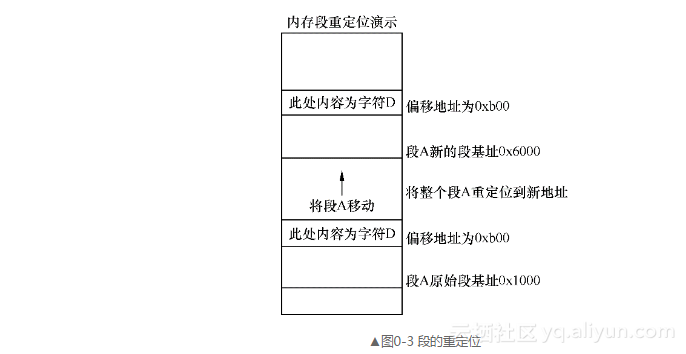 内存段重定位演示
此处内容为字符D
偏移地址为0xb00
段A新的段基址0x6000
将整个段A重定位到新地址
将段A移动
此处内容为字符D
偏移地址为0xb00
段A原始段基址0x1000
云栖社区 yq.aliyun.com
▲图0-3 段的重定位